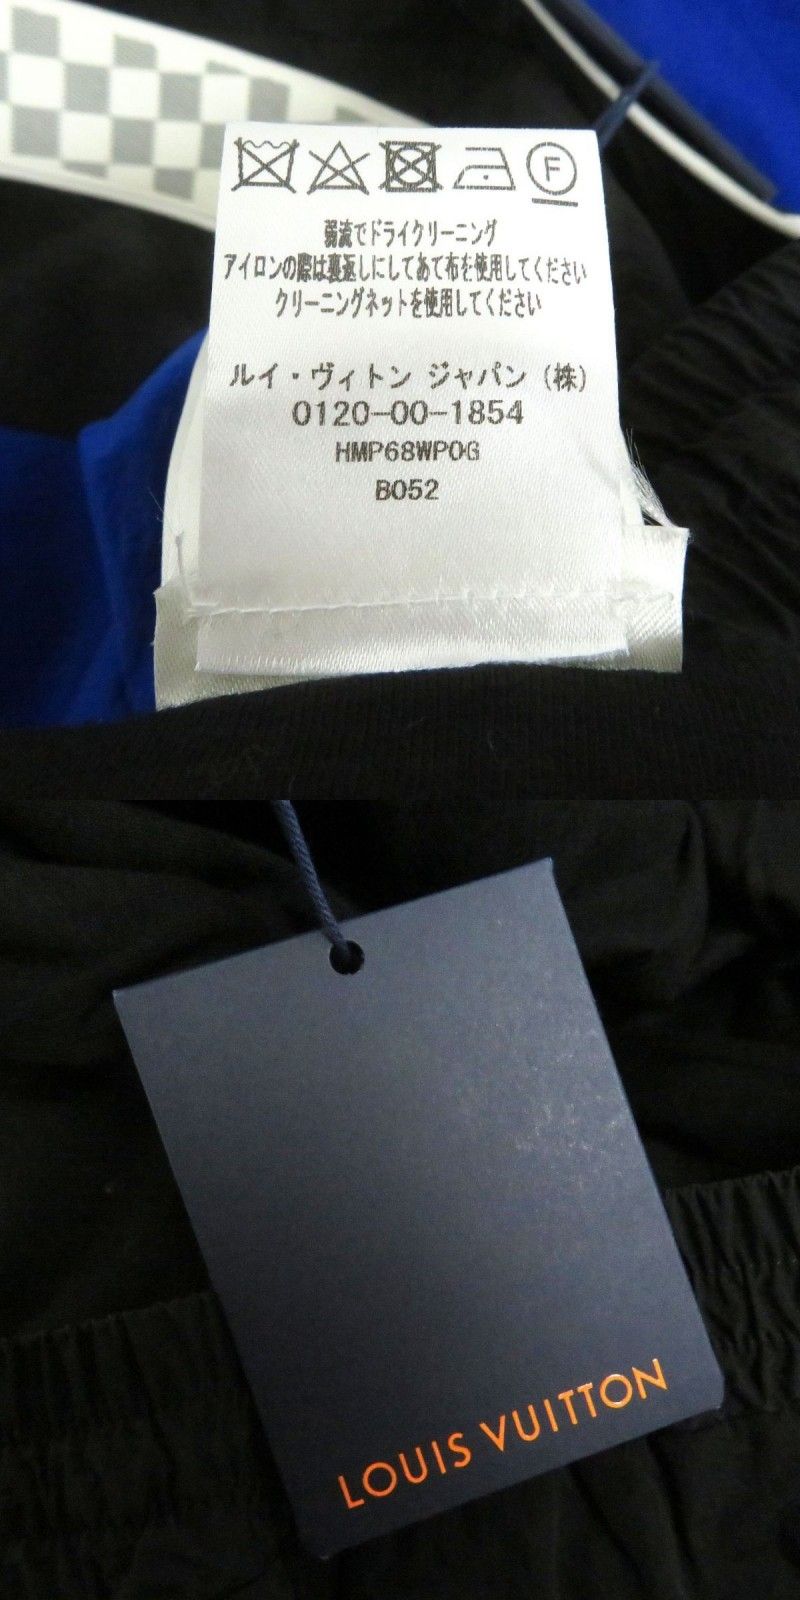 F
弱流でドライクリーニング
アイロンの際は裏返しにしてあて布を使用してください
クリーニングネットを使用してください
ルイ・ヴィトン ジャパン (株)
0120-00-1854
HMP68WPOG
B052
LOUIS VUITTON